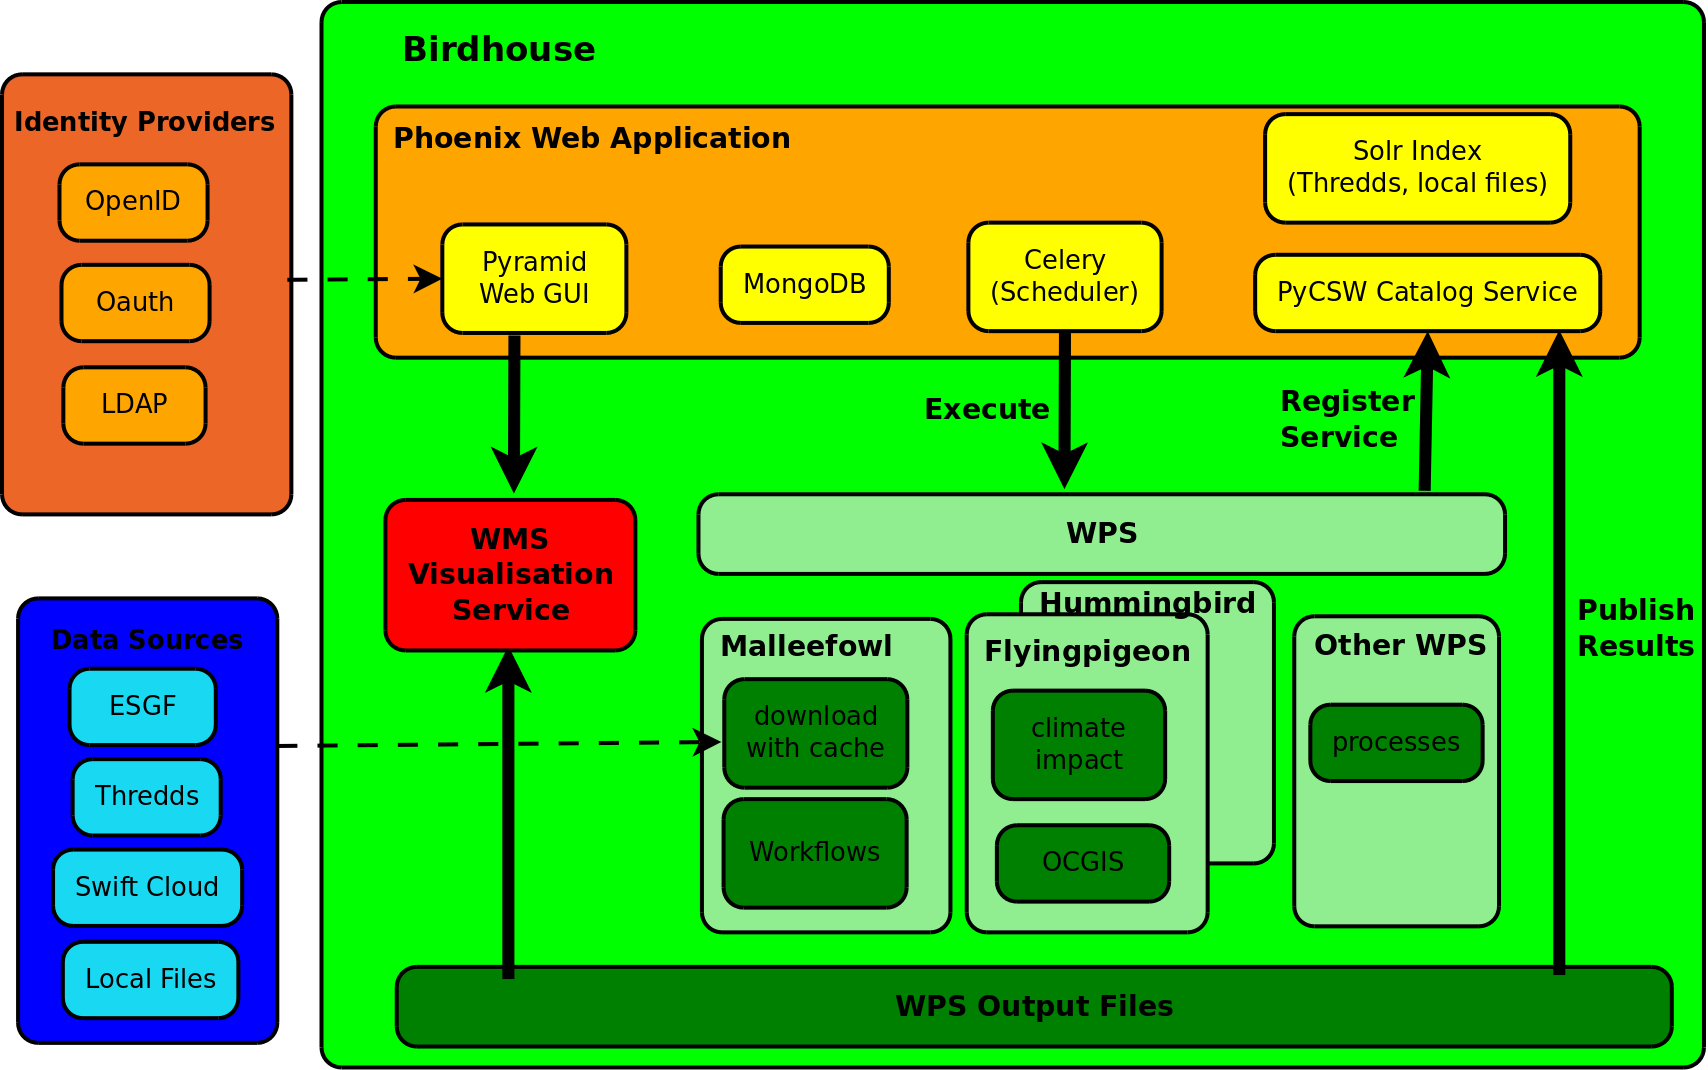 Birdhouse
Identity Providers
OpenID
Oauth
LDAP
Phoenix Web Application
Solr Index
(Thredds, local files)
Pyramid
Web GUI
MongoDB
Celery
(Scheduler)
PyCSW Catalog Service
Execute
Register
Service
WMS
Visualisation
Service
WPS
Data Sources
ESGF
Thredds
Swift Cloud
Local Files
Malleefowl
download
with cache
Workflows
Hummingbird
Flyingpigeon
climate
impact
OCGIS
Other WPS
processes
Publish
Results
WPS Output Files